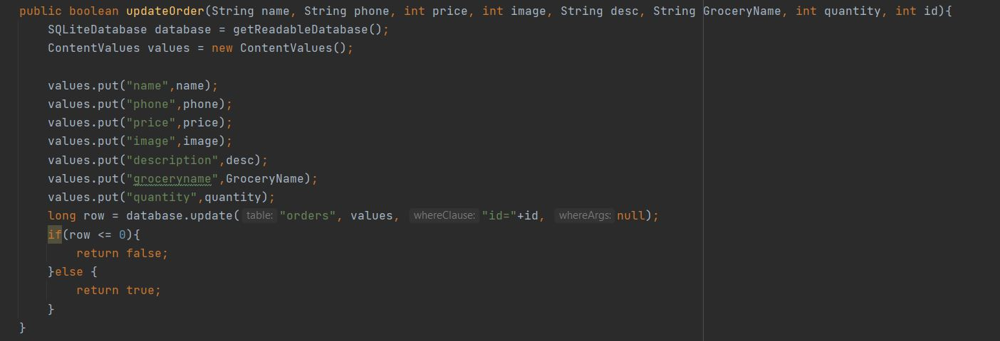 public boolean updateOrder(String name, String phone, int price, int image, String desc, String GroceryName, int quantity, int id){
SQLiteDatabase database = getReadableDatabase();
ContentValues values = new ContentValues();
values.put("name",name);
values.put("phone",phone);
values.put("price",price);
values.put("image",image);
values.put("description",desc);
values.put("groceryname",GroceryName);
values.put("quantity",quantity);
long row = database.update( table: "orders", values, whereClause: "id="+id, whereArgs: null);
if(row <= 0){
return false;
}else {
return true;
}
}